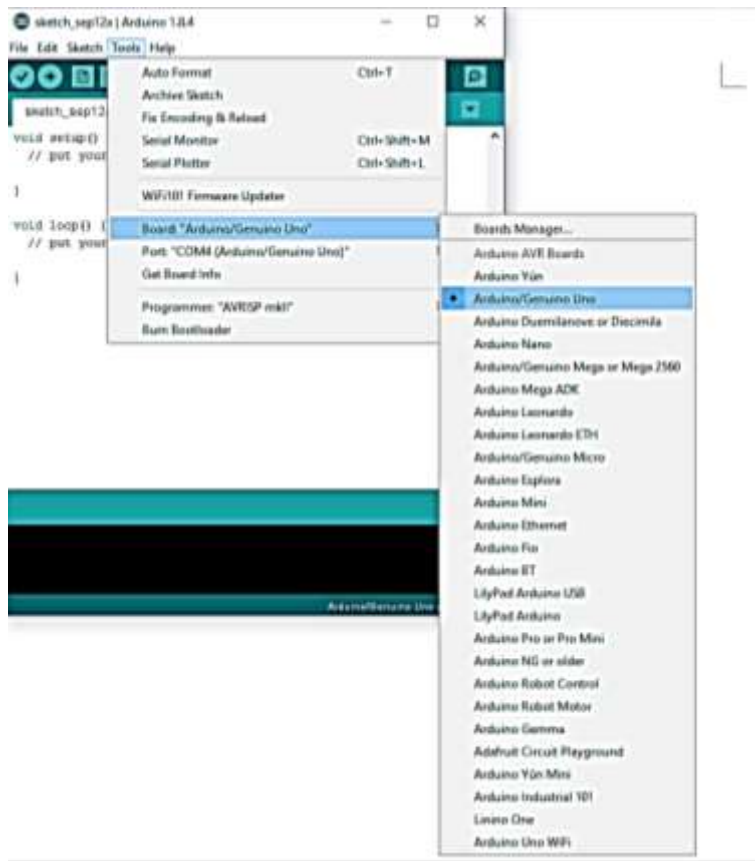 sketch_sep12a | Arduino 1.8.4
File Edit Sketch Tools Help
sketch_sep12
void setup()
// put your
}
void loop() {
// put your
}
Auto Format Ctrl+T
Archive Sketch
Fix Encoding & Reload
Serial Monitor Ctrl+Shift+M
Serial Plotter Ctrl+Shift+L
WiFi101 Firmware Updater
Board: "Arduino/Genuino Uno"
Port: "COM4 (Arduino/Genuino Uno)"
Get Board Info
Programmer: "AVRISP mkII"
Burn Bootloader
Boards Manager...
Arduino AVR Boards
Arduino Yún
Arduino/Genuino Uno
Arduino Duemilanove or Diecimila
Arduino Nano
Arduino/Genuino Mega or Mega 2560
Arduino Mega ADK
Arduino Leonardo
Arduino Leonardo ETH
Arduino/Genuino Micro
Arduino Esplora
Arduino Mini
Arduino Ethernet
Arduino Fio
Arduino BT
LilyPad Arduino USB
LilyPad Arduino
Arduino Pro or Pro Mini
Arduino NG or older
Arduino Robot Control
Arduino Robot Motor
Arduino Gemma
Adafruit Circuit Playground
Arduino Yún Mini
Arduino Industrial 101
Linino One
Arduino Uno WiFi
Arduino/Genuino Uno